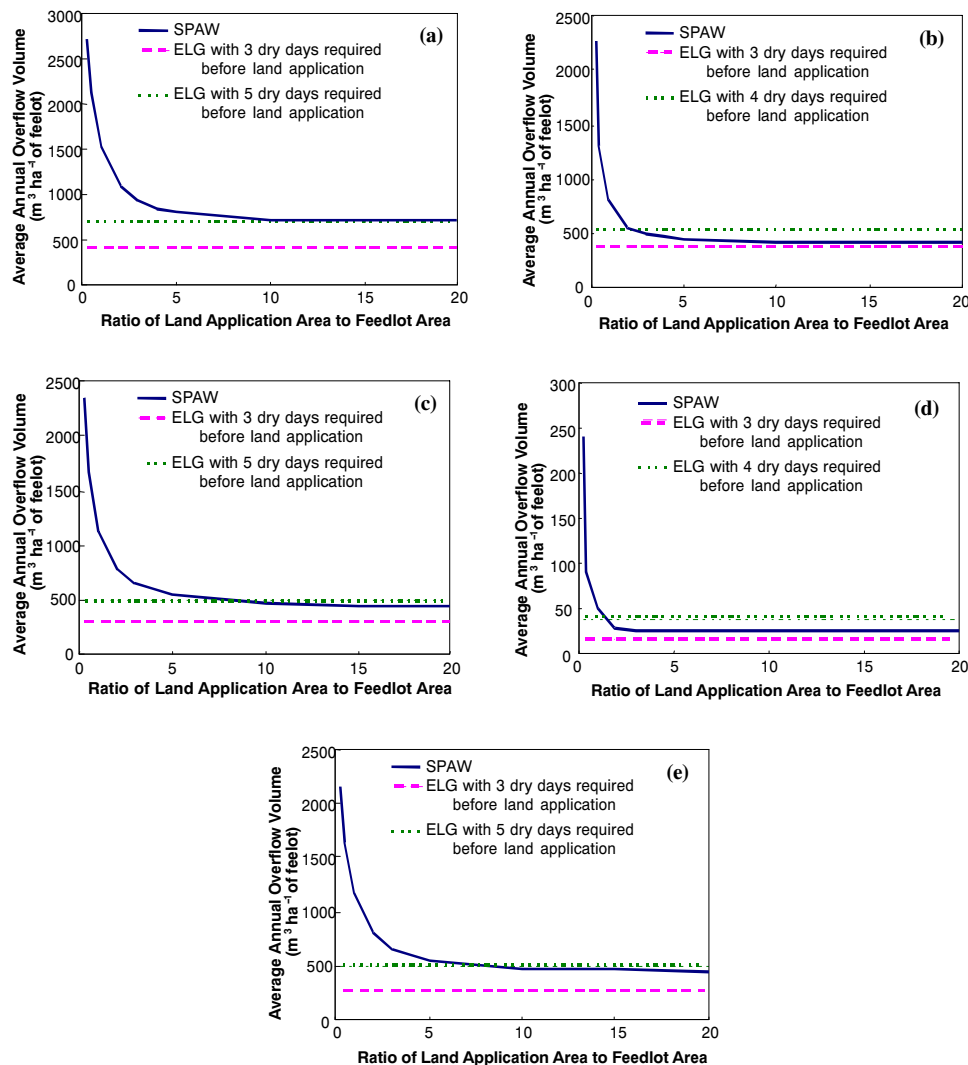 3000
2500
2000
1500
1000
500
0
Average Annual Overflow Volume
(m³ ha⁻¹ of feelot)
SPAW
ELG with 3 dry days required
before land application
ELG with 5 dry days required
before land application
(a)
0 5 10 15 20
Ratio of Land Application Area to Feedlot Area
2500
2000
1500
1000
500
0
Average Annual Overflow Volume
(m³ ha⁻¹ of feelot)
SPAW
ELG with 3 dry days required
before land application
ELG with 4 dry days required
before land application
(b)
0 5 10 15 20
Ratio of Land Application Area to Feedlot Area
2500
2000
1500
1000
500
0
Average Annual Overflow Volume
(m³ ha⁻¹ of feelot)
SPAW
ELG with 3 dry days required
before land application
ELG with 5 dry days required
before land application
(c)
0 5 10 15 20
Ratio of Land Application Area to Feedlot Area
300
250
200
150
100
50
0
Average Annual Overflow Volume
(m³ ha⁻¹of feelot)
SPAW
ELG with 3 dry days required
before land application
ELG with 4 dry days required
before land application
(d)
0 5 10 15 20
Ratio of Land Application Area to Feedlot Area
2500
2000
1500
1000
500
0
Average Annual Overflow Volume
(m³ ha⁻¹ of feelot)
SPAW
ELG with 3 dry days required
before land application
ELG with 5 dry days required
before land application
(e)
0 5 10 15 20
Ratio of Land Application Area to Feedlot Area